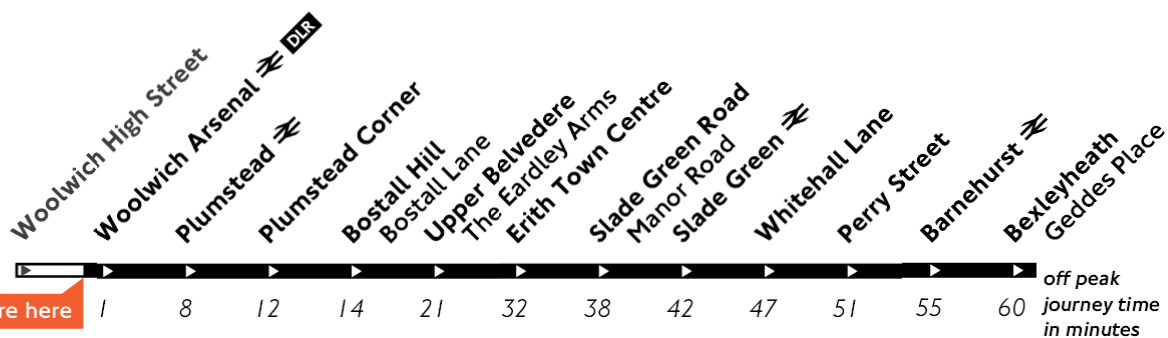 Woolwich High Street
Woolwich Arsenal DLR
Plumstead
Plumstead Corner
Bostall Hill
Bostall Lane
Upper Belvedere
The Eardley Arms
Erith Town Centre
Slade Green Road
Manor Road
Slade Green
Whitehall Lane
Perry Street
Barnehurst
Bexleyheath
Geddes Place
re here 1 8 12 14 21 32 38 42 47 51 55 60
off peak
journey time
in minutes